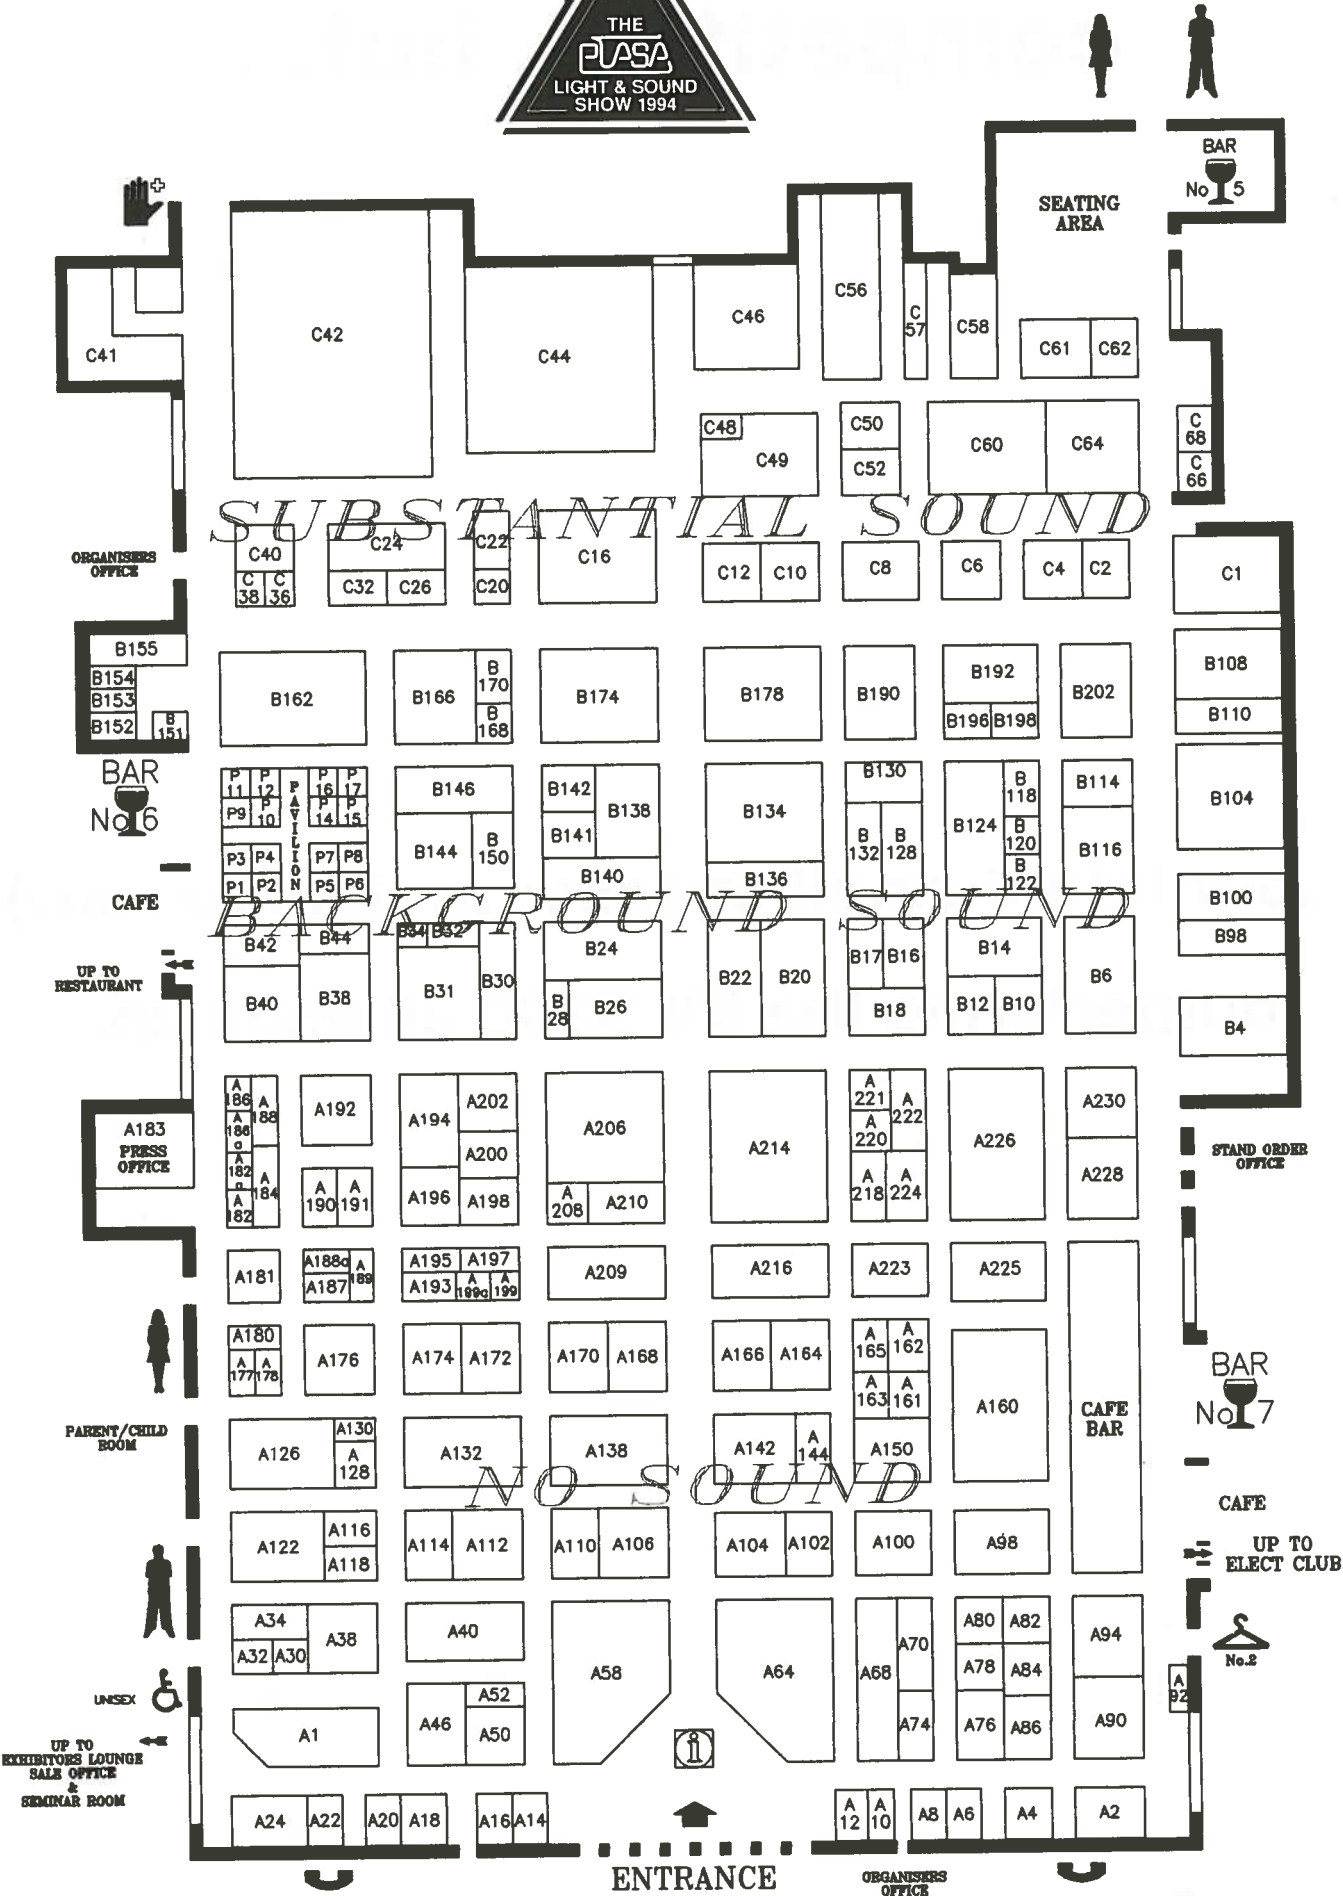 THE
PLASA
LIGHT & SOUND
SHOW 1994
BAR
No 5
SEATING
AREA
C56
C46
C
57
C58
C42
C44
C41
C61
C62
C48
C49
C50
C52
C60
C64
C
68
C
66
SUBSTANTIAL SOUND
ORGANISERS
OFFICE
C40
C24
C22
C16
C
38
C
36
C32
C26
C20
C12
C10
C8
C6
C4
C2
C1
B155
B154
B153
B152
B
151
B162
B166
B
170
B
168
B174
B178
B190
B192
B196
B198
B202
B108
B110
BAR
No 6
P
11
P
12
P
16
P
17
P9
P
10
P
14
P
15
PAVILION
P3
P4
P7
P8
P1
P2
P5
P6
B146
B144
B
150
B142
B141
B138
B140
B134
B136
B130
B
132
B
128
B124
B
118
B
120
B
122
B114
B116
B104
CAFE
BACKGROUND SOUND
B100
B98
UP TO
RESTAURANT
B42
B44
B40
B38
B34
B32
B31
B30
B24
B
28
B26
B22
B20
B17
B16
B18
B14
B12
B10
B6
B4
A183
PRESS
OFFICE
A
186
A
186
a
A
188
A
182
a
A
184
A
182
A192
A
190
A
191
A194
A202
A200
A196
A198
A206
A
208
A210
A214
A
221
A
220
A
222
A
218
A
224
A226
A230
A228
STAND ORDER
OFFICE
A181
A188a
A187
A
189
A195
A197
A193
A
189a
A
199
A209
A216
A223
A225
A180
A
177
A
178
A176
A174
A172
A170
A168
A166
A164
A
165
A
162
A
163
A
161
A160
CAFE
BAR
BAR
No 7
PARENT/CHILD
ROOM
A126
A130
A
128
A132
A138
A142
A
144
A150
NO SOUND
CAFE
A122
A116
A118
A114
A112
A110
A106
A104
A102
A100
A98
UP TO
ELECT CLUB
A34
A32
A30
A38
A40
A58
A64
A68
A70
A74
A80
A82
A78
A84
A76
A86
A94
A90
No.2
A
92
UNISEX
A1
A46
A52
A50
i
UP TO
EXHIBITORS LOUNGE
SALE OFFICE
&
SEMINAR ROOM
A24
A22
A20
A18
A16
A14
A
12
A
10
A8
A6
A4
A2
ENTRANCE
ORGANISERS
OFFICE